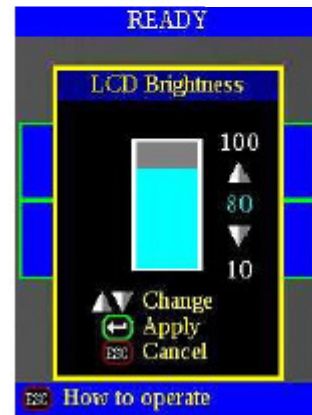 READY
LCD Brightness
100
80
10
Change
Apply
ESC Cancel
ESC How to operate